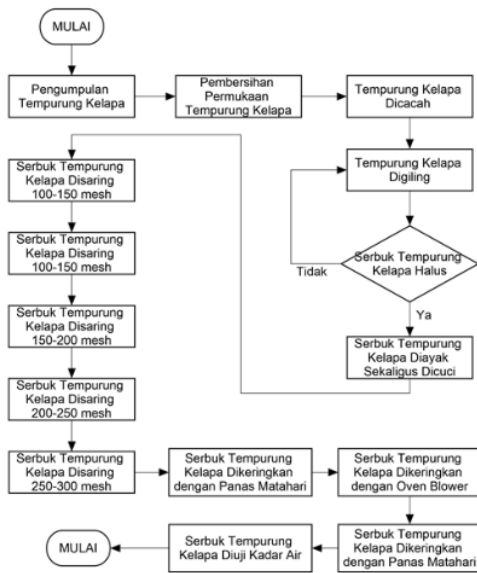 MULAI
Pengumpulan
Tempurung Kelapa
Pembersihan
Permukaan
Tempurung Kelapa
Tempurung Kelapa
Dicacah
Tempurung Kelapa
Digiling
Serbuk Tempurung
Kelapa Halus
Tidak
Ya
Serbuk Tempurung
Kelapa Diayak
Sekaligus Dicuci
Serbuk Tempurung
Kelapa Disaring
100-150 mesh
Serbuk Tempurung
Kelapa Disaring
100-150 mesh
Serbuk Tempurung
Kelapa Disaring
150-200 mesh
Serbuk Tempurung
Kelapa Disaring
200-250 mesh
Serbuk Tempurung
Kelapa Disaring
250-300 mesh
Serbuk Tempurung
Kelapa Dikeringkan
dengan Panas Matahari
Serbuk Tempurung
Kelapa Dikeringkan
dengan Oven Blower
Serbuk Tempurung
Kelapa Dikeringkan
dengan Panas Matahari
Serbuk Tempurung
Kelapa Diuji Kadar Air
MULAI